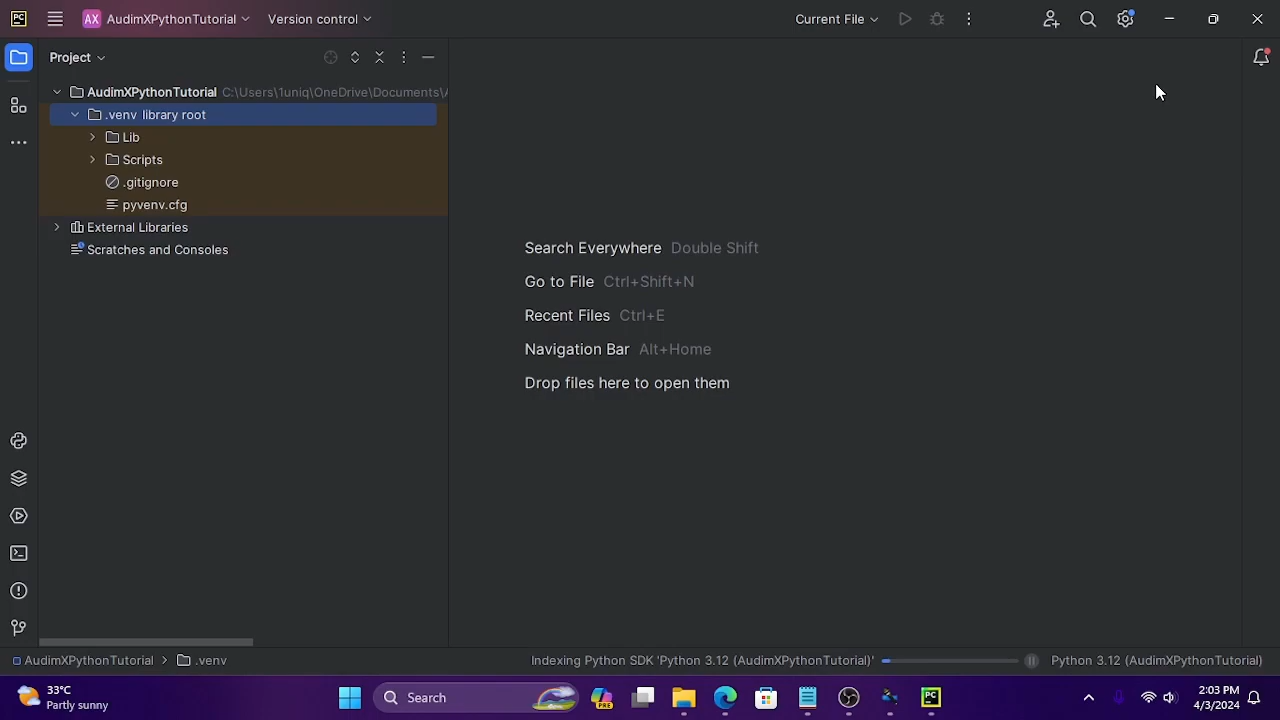 PC
AX AudimXPythonTutorial
Version control
Current File
Project
AudimXPythonTutorial C:\Users\1uniq\OneDrive\Documents\
.venv library root
Lib
Scripts
.gitignore
pyvenv.cfg
External Libraries
Scratches and Consoles
Search Everywhere Double Shift
Go to File Ctrl+Shift+N
Recent Files Ctrl+E
Navigation Bar Alt+Home
Drop files here to open them
AudimXPythonTutorial > .venv
Indexing Python SDK 'Python 3.12 (AudimXPythonTutorial)'
Python 3.12 (AudimXPythonTutorial)
33°C
Partly sunny
Search
PRE
PC
2:03 PM
4/3/2024